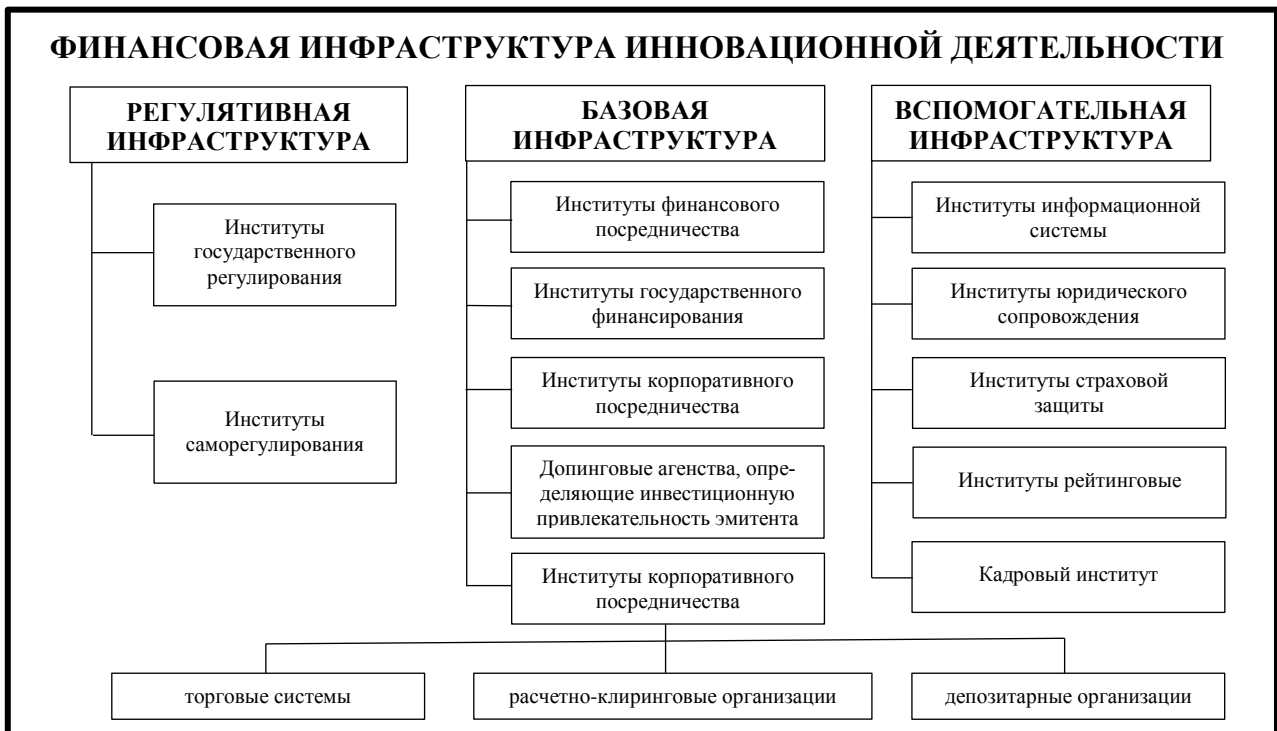 ФИНАНСОВАЯ ИНФРАСТРУКТУРА ИННОВАЦИОННОЙ ДЕЯТЕЛЬНОСТИ
РЕГУЛЯТИВНАЯ
ИНФРАСТРУКТУРА
Институты
государственного
регулирования
Институты
саморегулирования
БАЗОВАЯ
ИНФРАСТРУКТУРА
Институты финансового
посредничества
Институты государственного
финансирования
Институты корпоративного
посредничества
Допинговые агенства, опре-
деляющие инвестиционную
привлекательность эмитента
Институты корпоративного
посредничества
ВСПОМОГАТЕЛЬНАЯ
ИНФРАСТРУКТУРА
Институты информационной
системы
Институты юридического
сопровождения
Институты страховой
защиты
Институты рейтинговые
Кадровый институт
торговые системы
расчетно-клиринговые организации
депозитарные организации